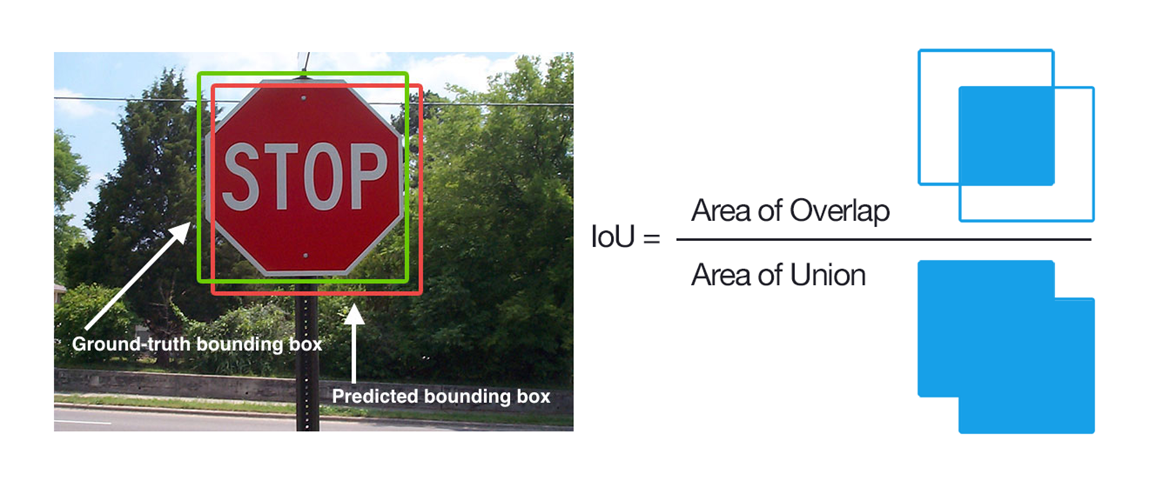 STOP
Ground-truth bounding box
Predicted bounding box
IoU =
Area of Overlap
Area of Union